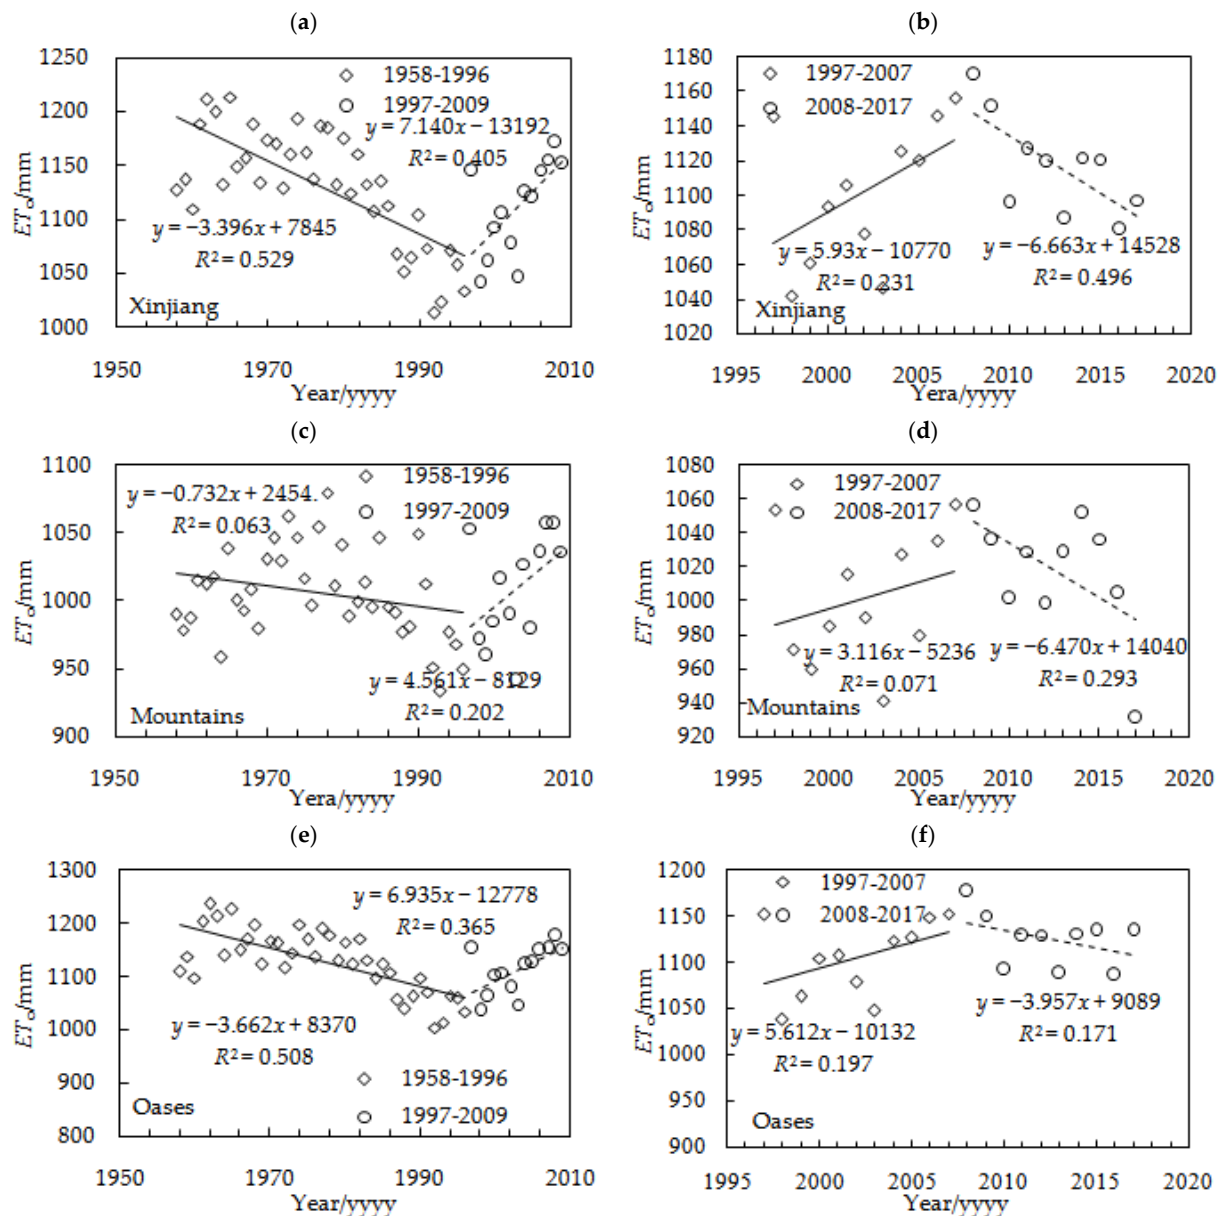 (a)
1250
1200
1150
1100
1050
1000
ET₀/mm
1958-1996
1997-2009
y = 7.140x − 13192
R² = 0.405
y = −3.396x + 7845
R² = 0.529
Xinjiang
1950 1970 1990 2010
Year/yyyy
(b)
1180
1160
1140
1120
1100
1080
1060
1040
1020
ET₀/mm
1997-2007
2008-2017
y = 5.93x − 10770
R² = 0.231
y = −6.663x + 14528
R² = 0.496
Xinjiang
1995 2000 2005 2010 2015 2020
Yera/yyyy
(c)
1100
1050
1000
950
900
ET₀/mm
1958-1996
1997-2009
y = −0.732x + 2454.
R² = 0.063
y = 4.561x − 8129
R² = 0.202
Mountains
1950 1970 1990 2010
Yera/yyyy
(d)
1080
1060
1040
1020
1000
980
960
940
920
ET₀/mm
1997-2007
2008-2017
y = 3.116x − 5236
R² = 0.071
y = −6.470x + 14040
R² = 0.293
Mountains
1995 2000 2005 2010 2015 2020
Year/yyyy
(e)
1300
1200
1100
1000
900
800
ET₀/mm
y = 6.935x − 12778
R² = 0.365
y = −3.662x + 8370
R² = 0.508
1958-1996
1997-2009
Oases
1950 1970 1990 2010
Year/yyyy
(f)
1200
1150
1100
1050
1000
950
900
ET₀/mm
1997-2007
2008-2017
y = 5.612x − 10132
R² = 0.197
y = −3.957x + 9089
R² = 0.171
Oases
1995 2000 2005 2010 2015 2020
Year/yyyy